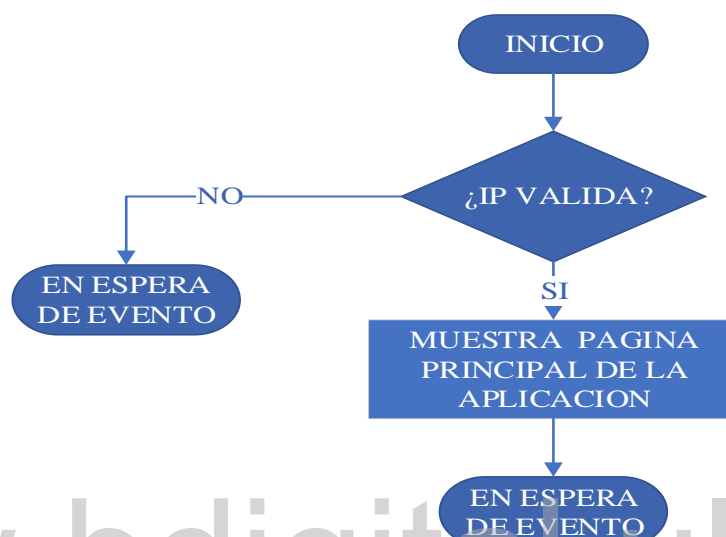 INICIO
¿IP VALIDA?
NO
EN ESPERA
DE EVENTO
SI
MUESTRA PAGINA
PRINCIPAL DE LA
APLICACION
EN ESPERA
DE EVENTO